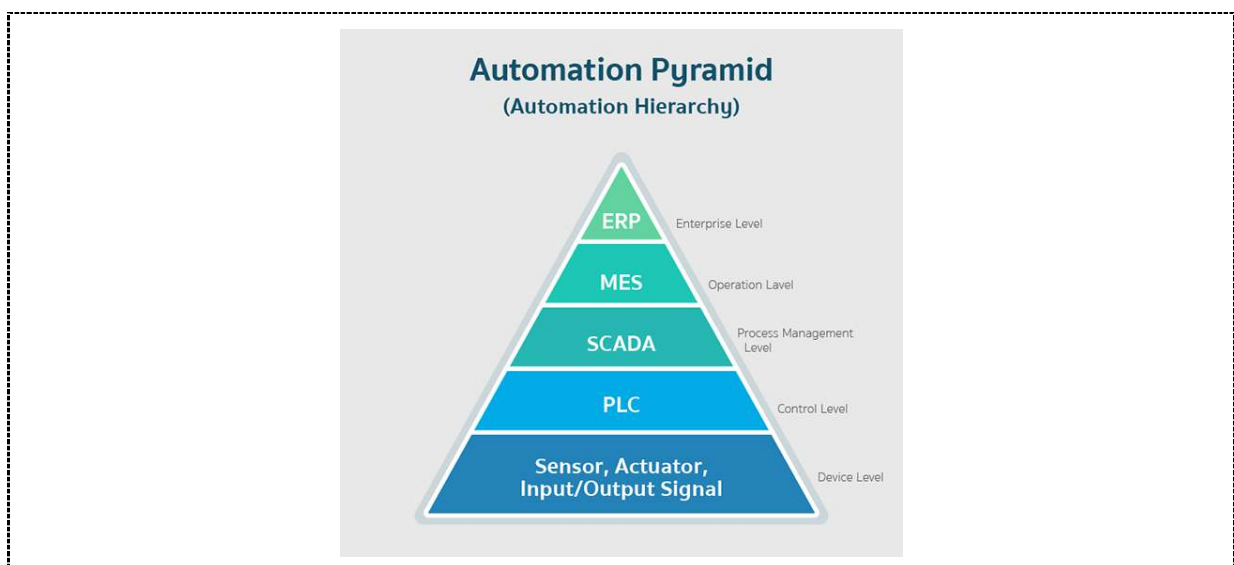 Automation Pyramid
(Automation Hierarchy)
ERP
Enterprise Level
MES
Operation Lavel
SCADA
Process Management
Level
PLC
Control Level
Sensor, Actuator,
Input/Output Signal
Device Level